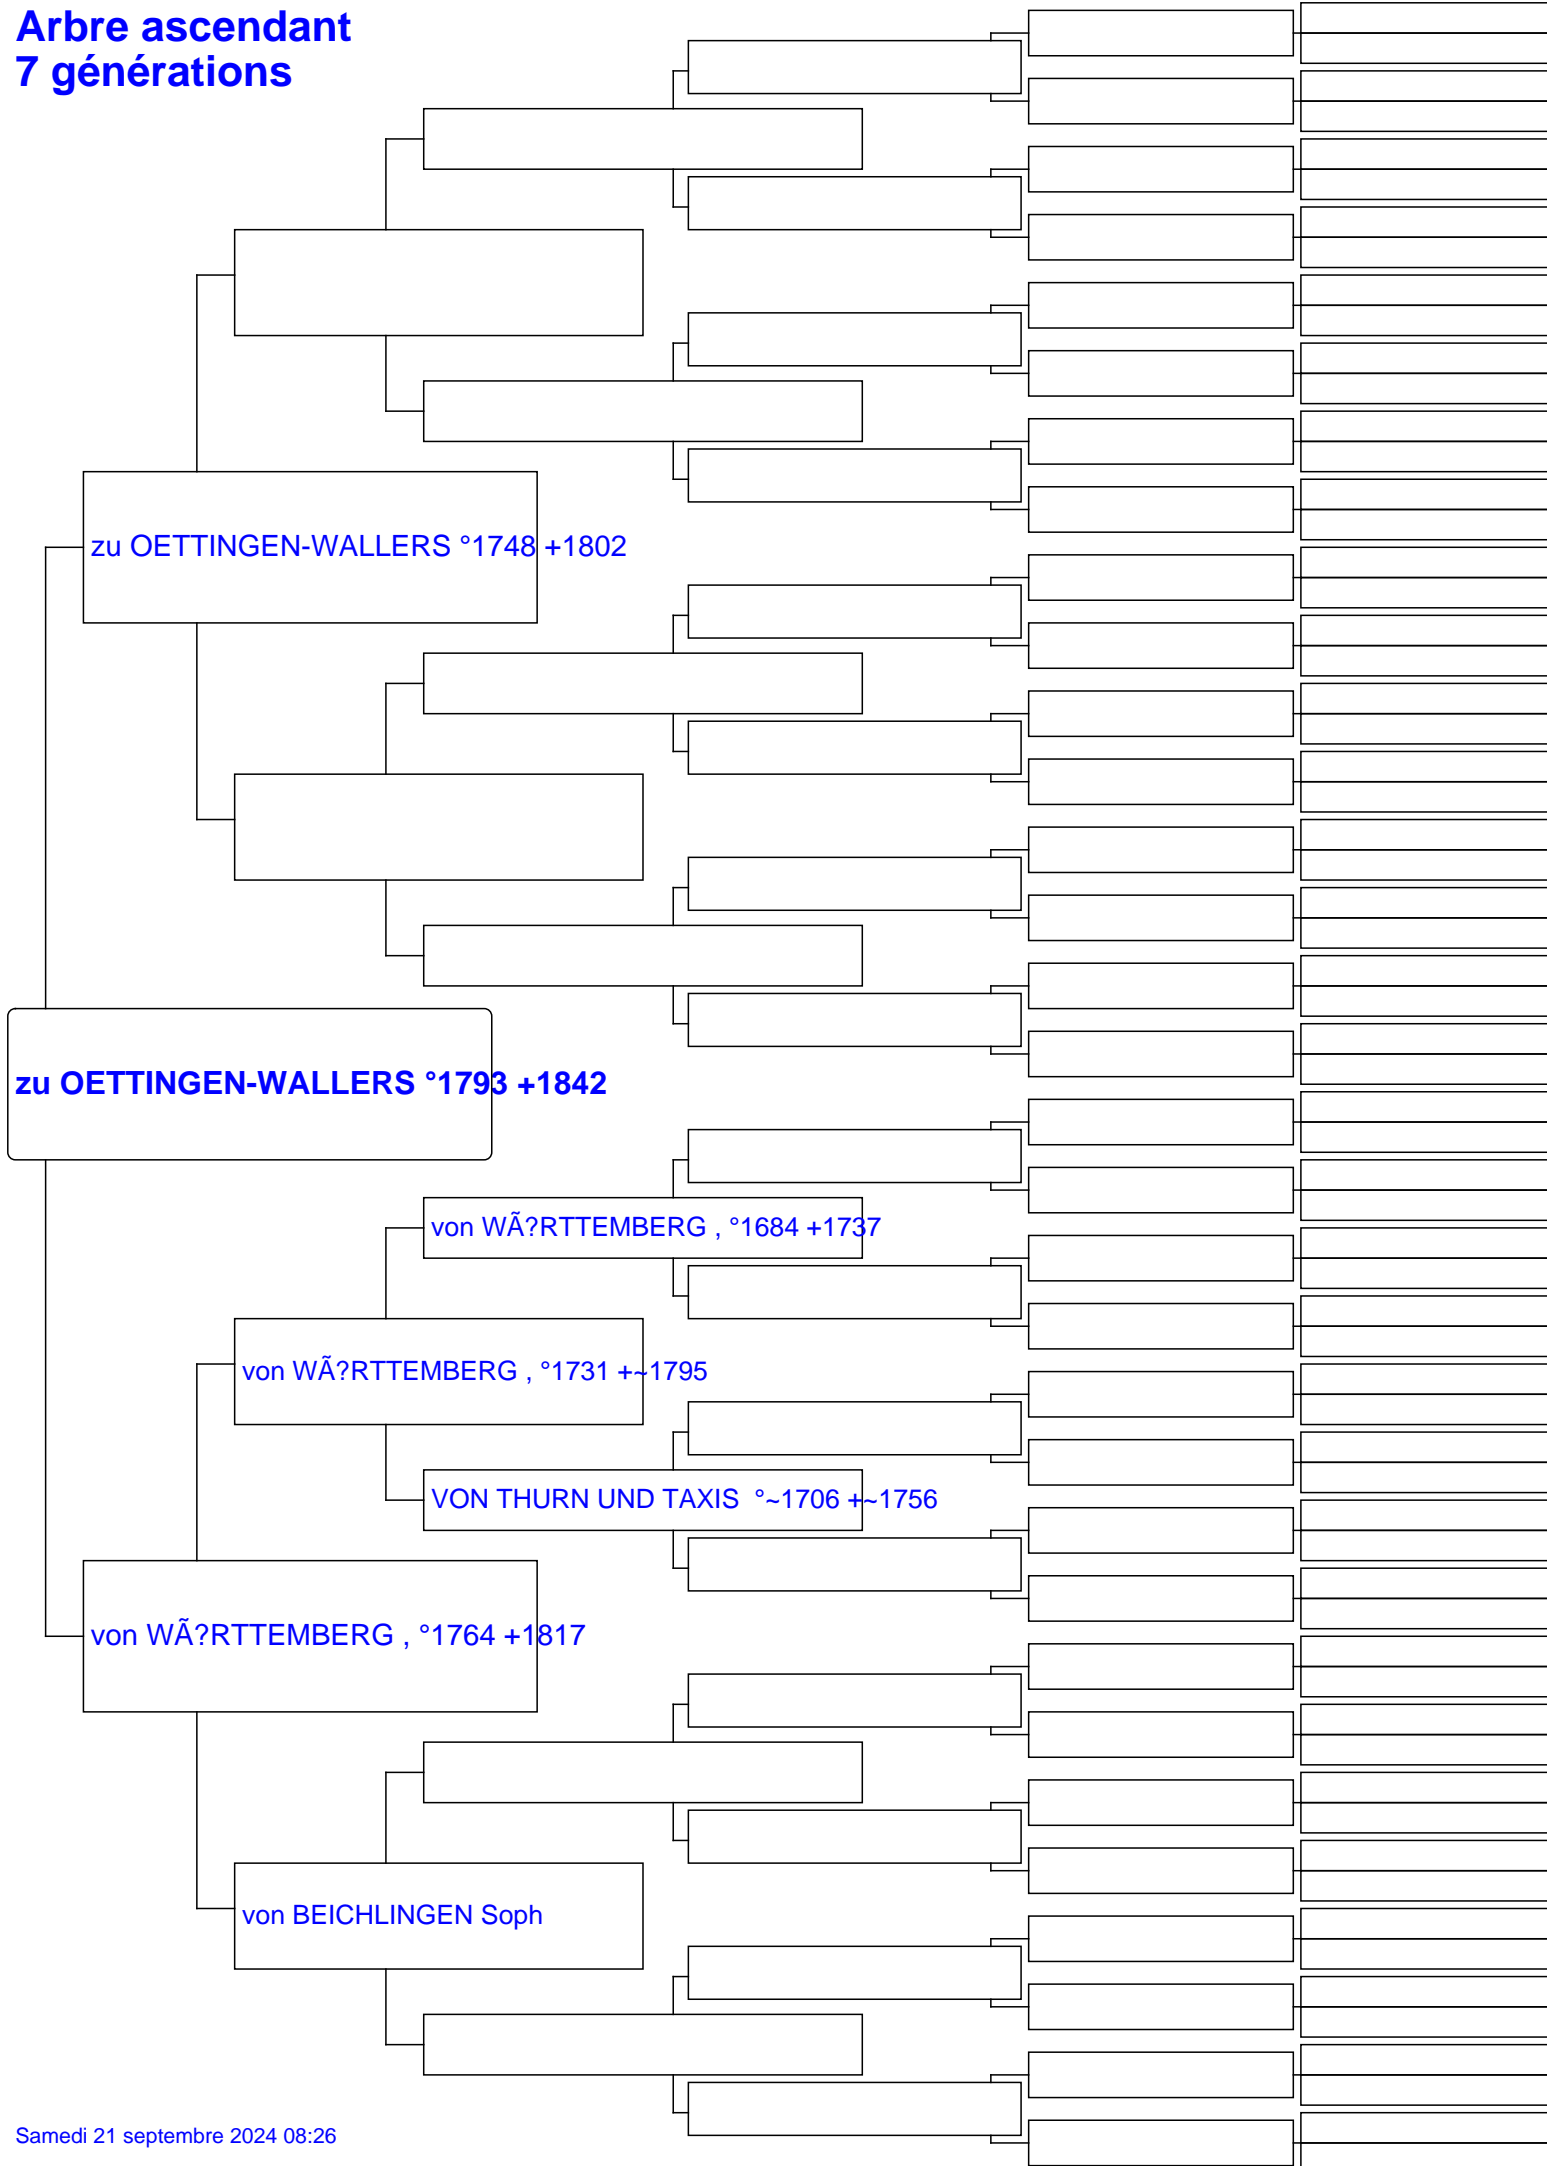 Arbre ascendant
7 générations
zu OETTINGEN-WALLERS °1748 +1802
zu OETTINGEN-WALLERS °1793 +1842
von WÃ?RTTEMBERG , °1684 +1737
von WÃ?RTTEMBERG , °1731 +~1795
VON THURN UND TAXIS °~1706 +~1756
von WÃ?RTTEMBERG , °1764 +1817
von BEICHLINGEN Soph
Samedi 21 septembre 2024 08:26